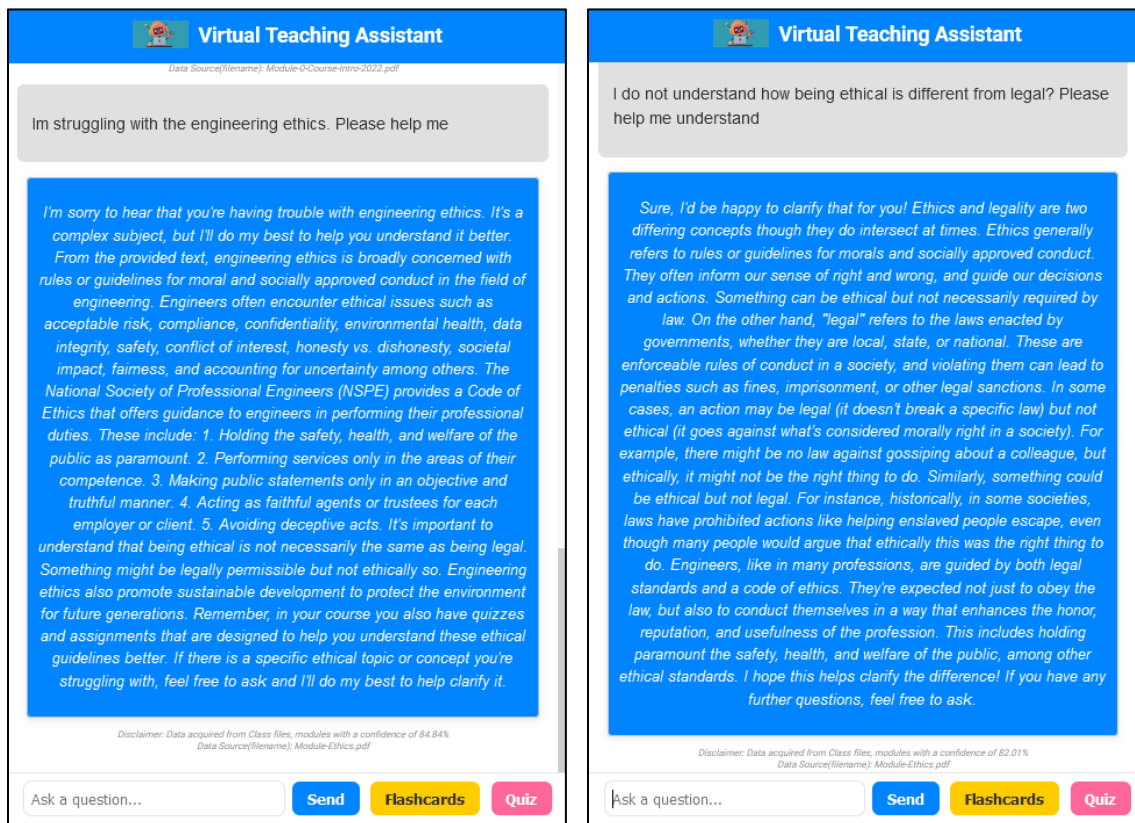 Virtual Teaching Assistant
Data Source(filename): Module-0-Course-Intro-2022.pdf
Im struggling with the engineering ethics. Please help me
I'm sorry to hear that you're having trouble with engineering ethics. It's a
complex subject, but I'll do my best to help you understand it better.
From the provided text, engineering ethics is broadly concerned with
rules or guidelines for moral and socially approved conduct in the field of
engineering. Engineers often encounter ethical issues such as
acceptable risk, compliance, confidentiality, environmental health, data
integrity, safety, conflict of interest, honesty vs. dishonesty, societal
impact, fairness, and accounting for uncertainty among others. The
National Society of Professional Engineers (NSPE) provides a Code of
Ethics that offers guidance to engineers in performing their professional
duties. These include: 1. Holding the safety, health, and welfare of the
public as paramount. 2. Performing services only in the areas of their
competence. 3. Making public statements only in an objective and
truthful manner. 4. Acting as faithful agents or trustees for each
employer or client. 5. Avoiding deceptive acts. It's important to
understand that being ethical is not necessarily the same as being legal.
Something might be legally permissible but not ethically so. Engineering
ethics also promote sustainable development to protect the environment
for future generations. Remember, in your course you also have quizzes
and assignments that are designed to help you understand these ethical
guidelines better. If there is a specific ethical topic or concept you're
struggling with, feel free to ask and I'll do my best to help clarify it.
Disclaimer: Data acquired from Class files, modules with a confidence of 84.84%
Data Source(filename): Module-Ethics.pdf
Ask a question...
Send
Flashcards
Quiz
Virtual Teaching Assistant
I do not understand how being ethical is different from legal? Please
help me understand
Sure, I'd be happy to clarify that for you! Ethics and legality are two
differing concepts though they do intersect at times. Ethics generally
refers to rules or guidelines for morals and socially approved conduct.
They often inform our sense of right and wrong, and guide our decisions
and actions. Something can be ethical but not necessarily required by
law. On the other hand, "legal" refers to the laws enacted by
governments, whether they are local, state, or national. These are
enforceable rules of conduct in a society, and violating them can lead to
penalties such as fines, imprisonment, or other legal sanctions. In some
cases, an action may be legal (it doesn't break a specific law) but not
ethical (it goes against what's considered morally right in a society). For
example, there might be no law against gossiping about a colleague, but
ethically, it might not be the right thing to do. Similarly, something could
be ethical but not legal. For instance, historically, in some societies,
laws have prohibited actions like helping enslaved people escape, even
though many people would argue that ethically this was the right thing to
do. Engineers, like in many professions, are guided by both legal
standards and a code of ethics. They're expected not just to obey the
law, but also to conduct themselves in a way that enhances the honor,
reputation, and usefulness of the profession. This includes holding
paramount the safety, health, and welfare of the public, among other
ethical standards. I hope this helps clarify the difference! If you have any
further questions, feel free to ask.
Disclaimer: Data acquired from Class files, modules with a confidence of 82.01%
Data Source(filename): Module-Ethics.pdf
Ask a question...
Send
Flashcards
Quiz